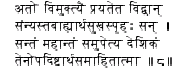 अतो विमुक्त्यै प्रयतेत विद्वान्
संन्यस्तबाह्यार्थसुखस्पृहः सन् ।
सन्तं महान्तं समुपेत्य देशिकं
तेनोपदिष्टार्थसमाहितात्मा ॥८॥